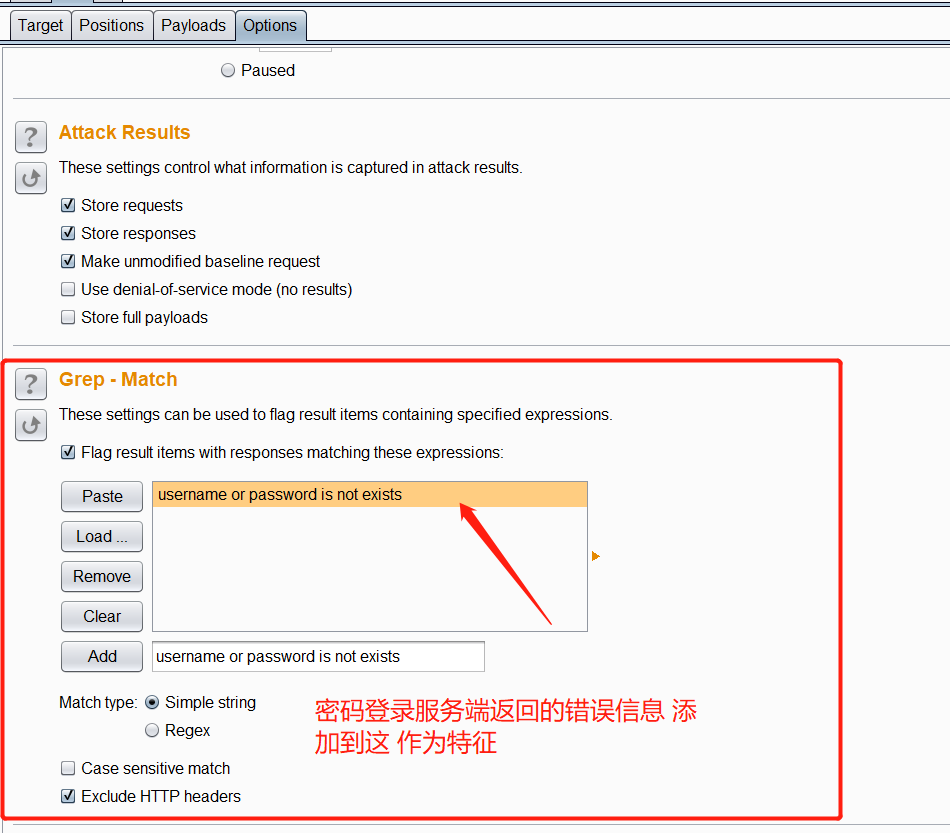 Target Positions Payloads Options
Paused
? Attack Results
These settings control what information is captured in attack results.
Store requests
Store responses
Make unmodified baseline request
Use denial-of-service mode (no results)
Store full payloads
? Grep - Match
These settings can be used to flag result items containing specified expressions.
Flag result items with responses matching these expressions:
Paste username or password is not exists
Load ...
Remove
Clear
Add username or password is not exists
Match type: Simple string
Regex
密码登录服务端返回的错误信息 添
加到这 作为特征
Case sensitive match
Exclude HTTP headers